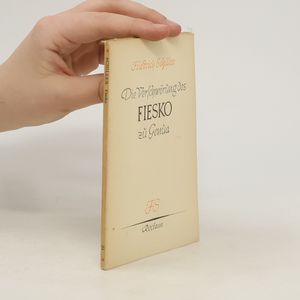 Friedrich Schiller
Die Verschwörung des
FIESKO
zu Genua
FS
Reclam